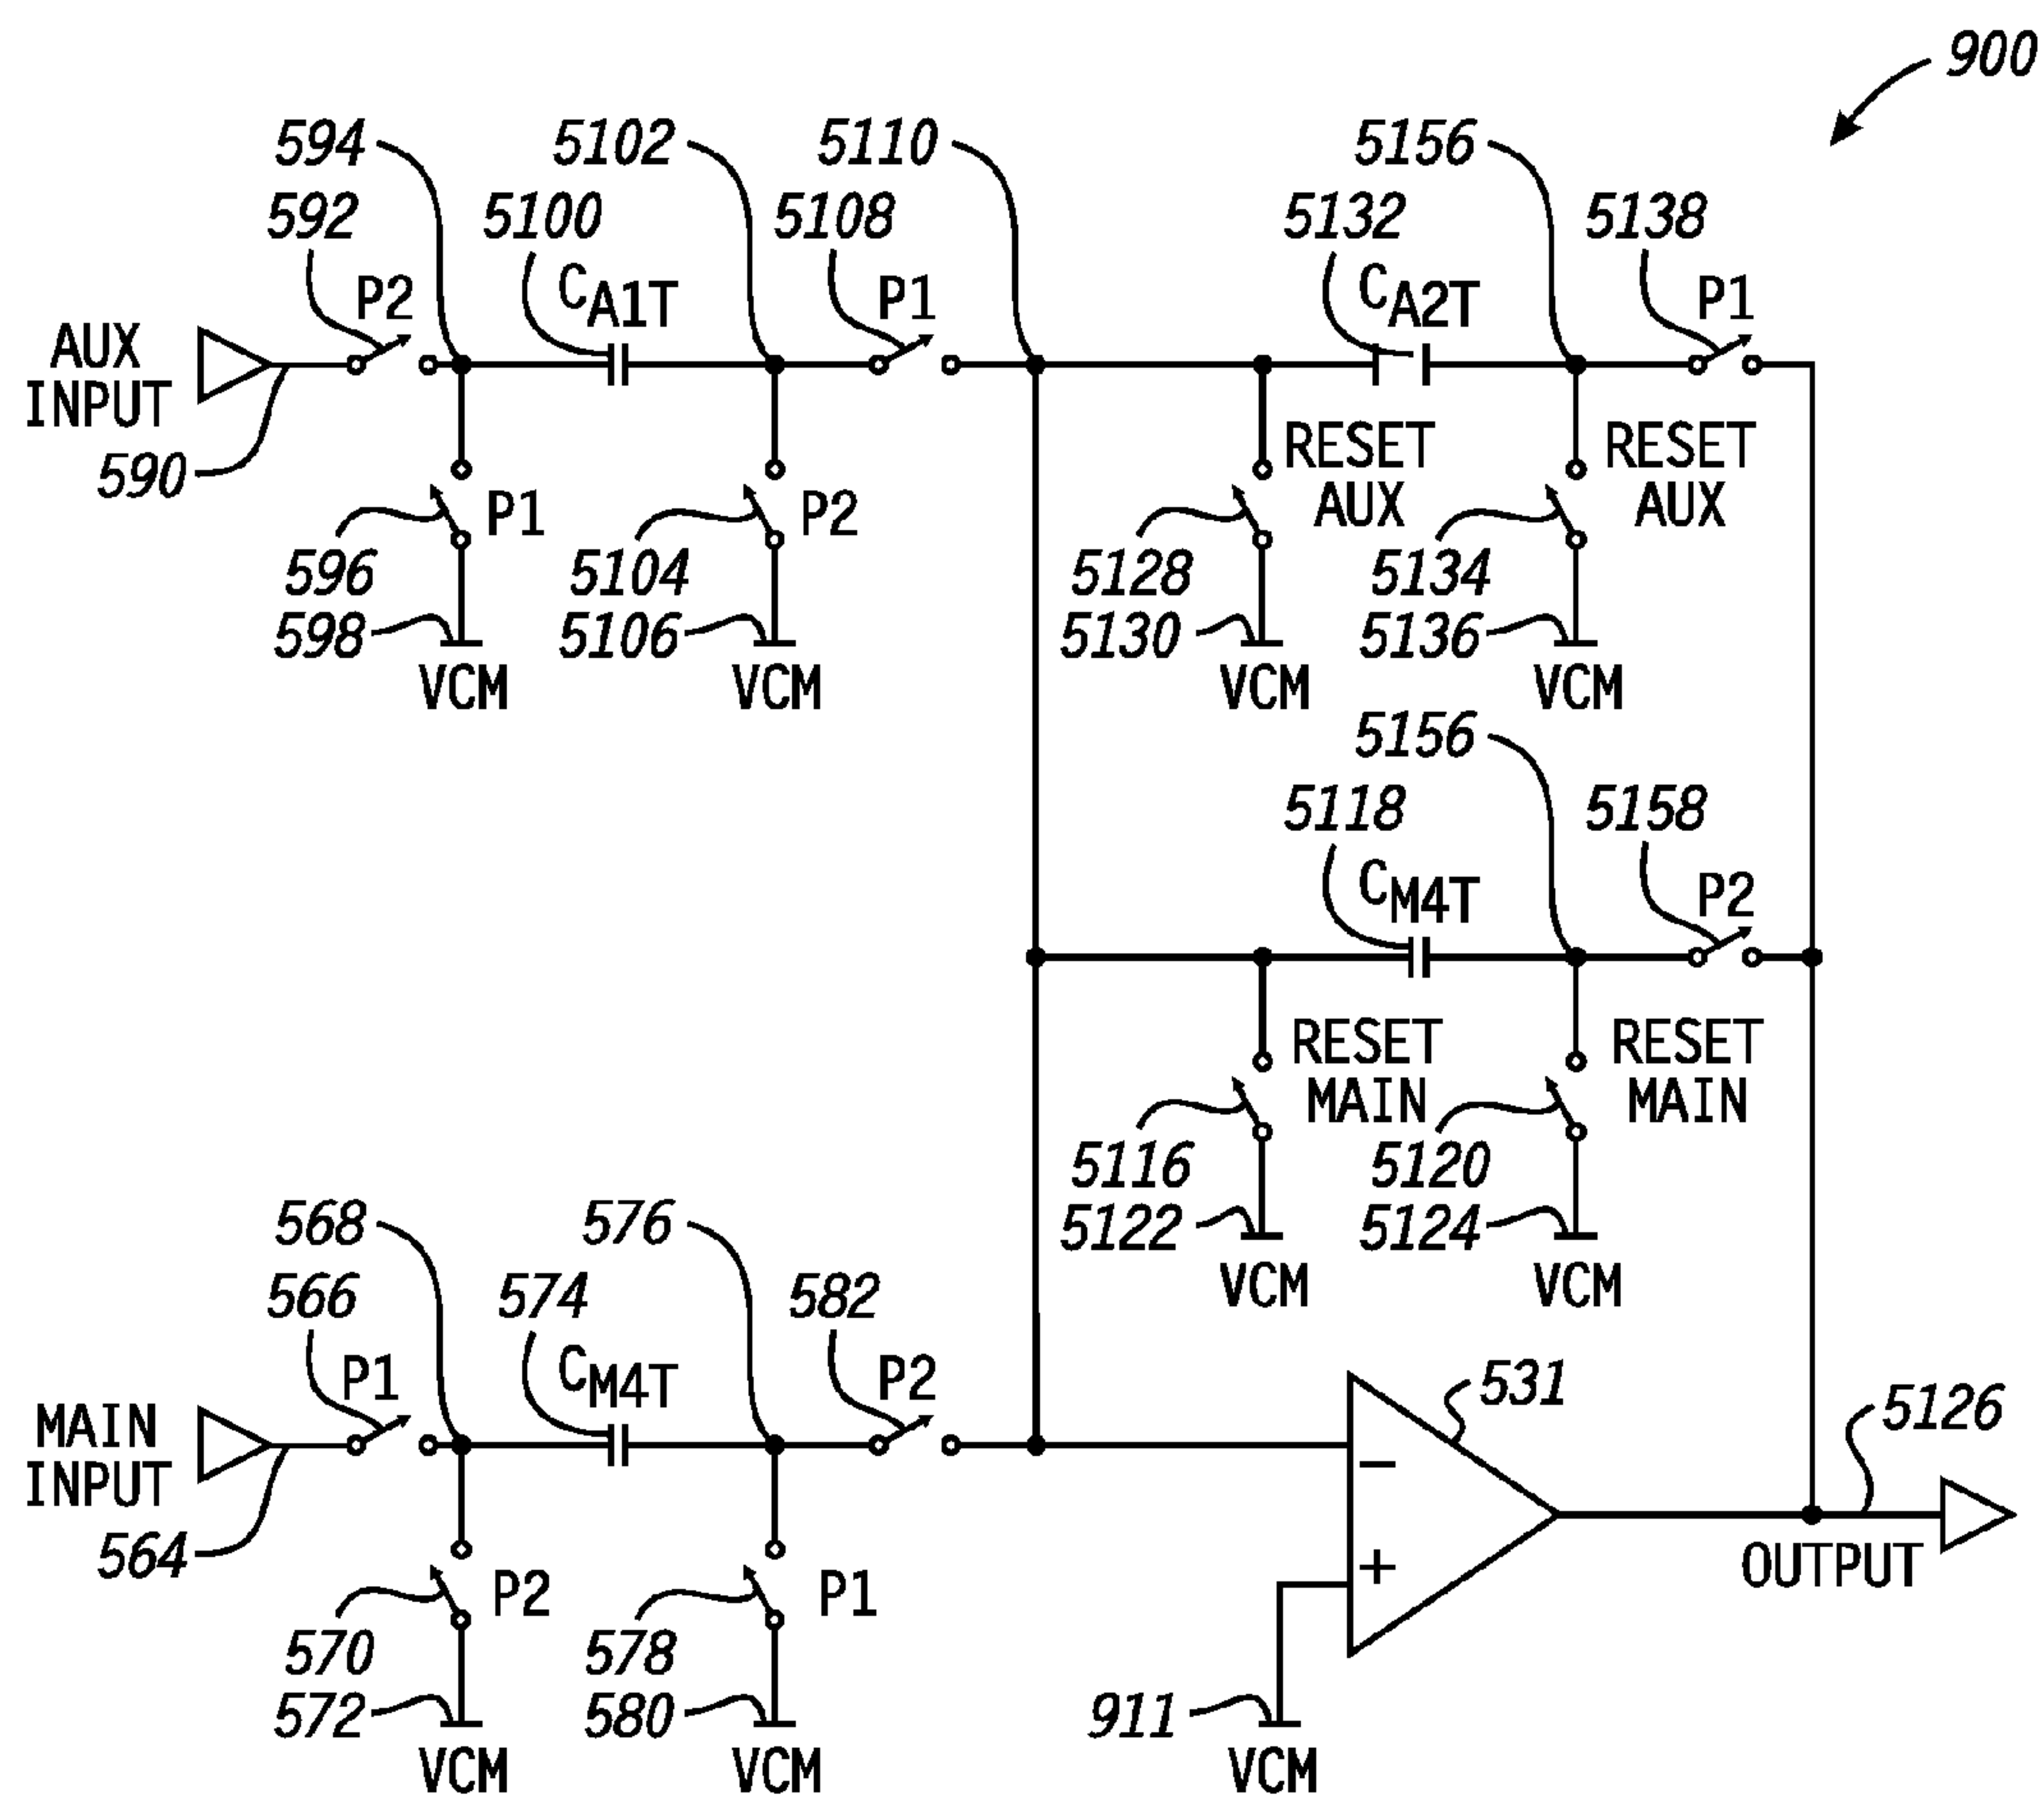 900
594
5102
5110
5156
592
5100
5108
5132
5138
P2
CA1T
P1
CA2T
P1
AUX
INPUT
590
RESET
AUX
RESET
AUX
P1
P2
596
5104
5128
5134
598
5106
5130
5136
VCM
VCM
VCM
VCM
5156
5118
5158
CM4T
P2
RESET
MAIN
RESET
MAIN
5116
5120
5122
5124
VCM
VCM
568
576
566
574
582
P1
CM4T
P2
531
5126
MAIN
INPUT
564
−
+
OUTPUT
P2
P1
570
578
572
580
911
VCM
VCM
VCM